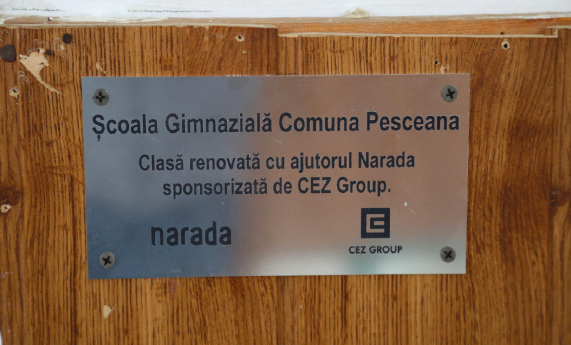 Școala Gimnazială Comuna Pesceana
Clasă renovată cu ajutorul Narada
sponsorizată de CEZ Group.
narada
CEZ GROUP